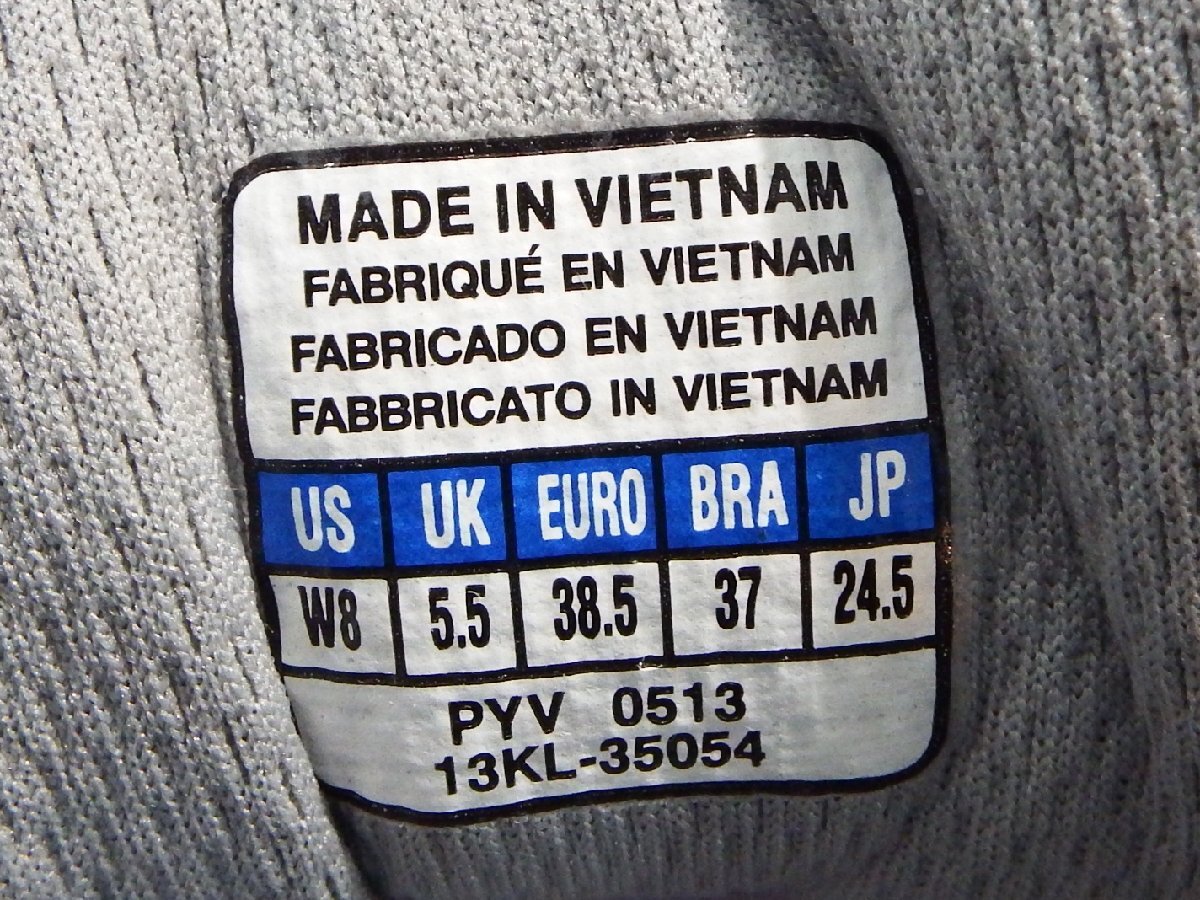 MADE IN VIETNAM
FABRIQUÉ EN VIETNAM
FABRICADO EN VIETNAM
FABBRICATO IN VIETNAM
US UK EURO BRA JP
W8 5.5 38.5 37 24.5
PYV 0513
13KL-35054